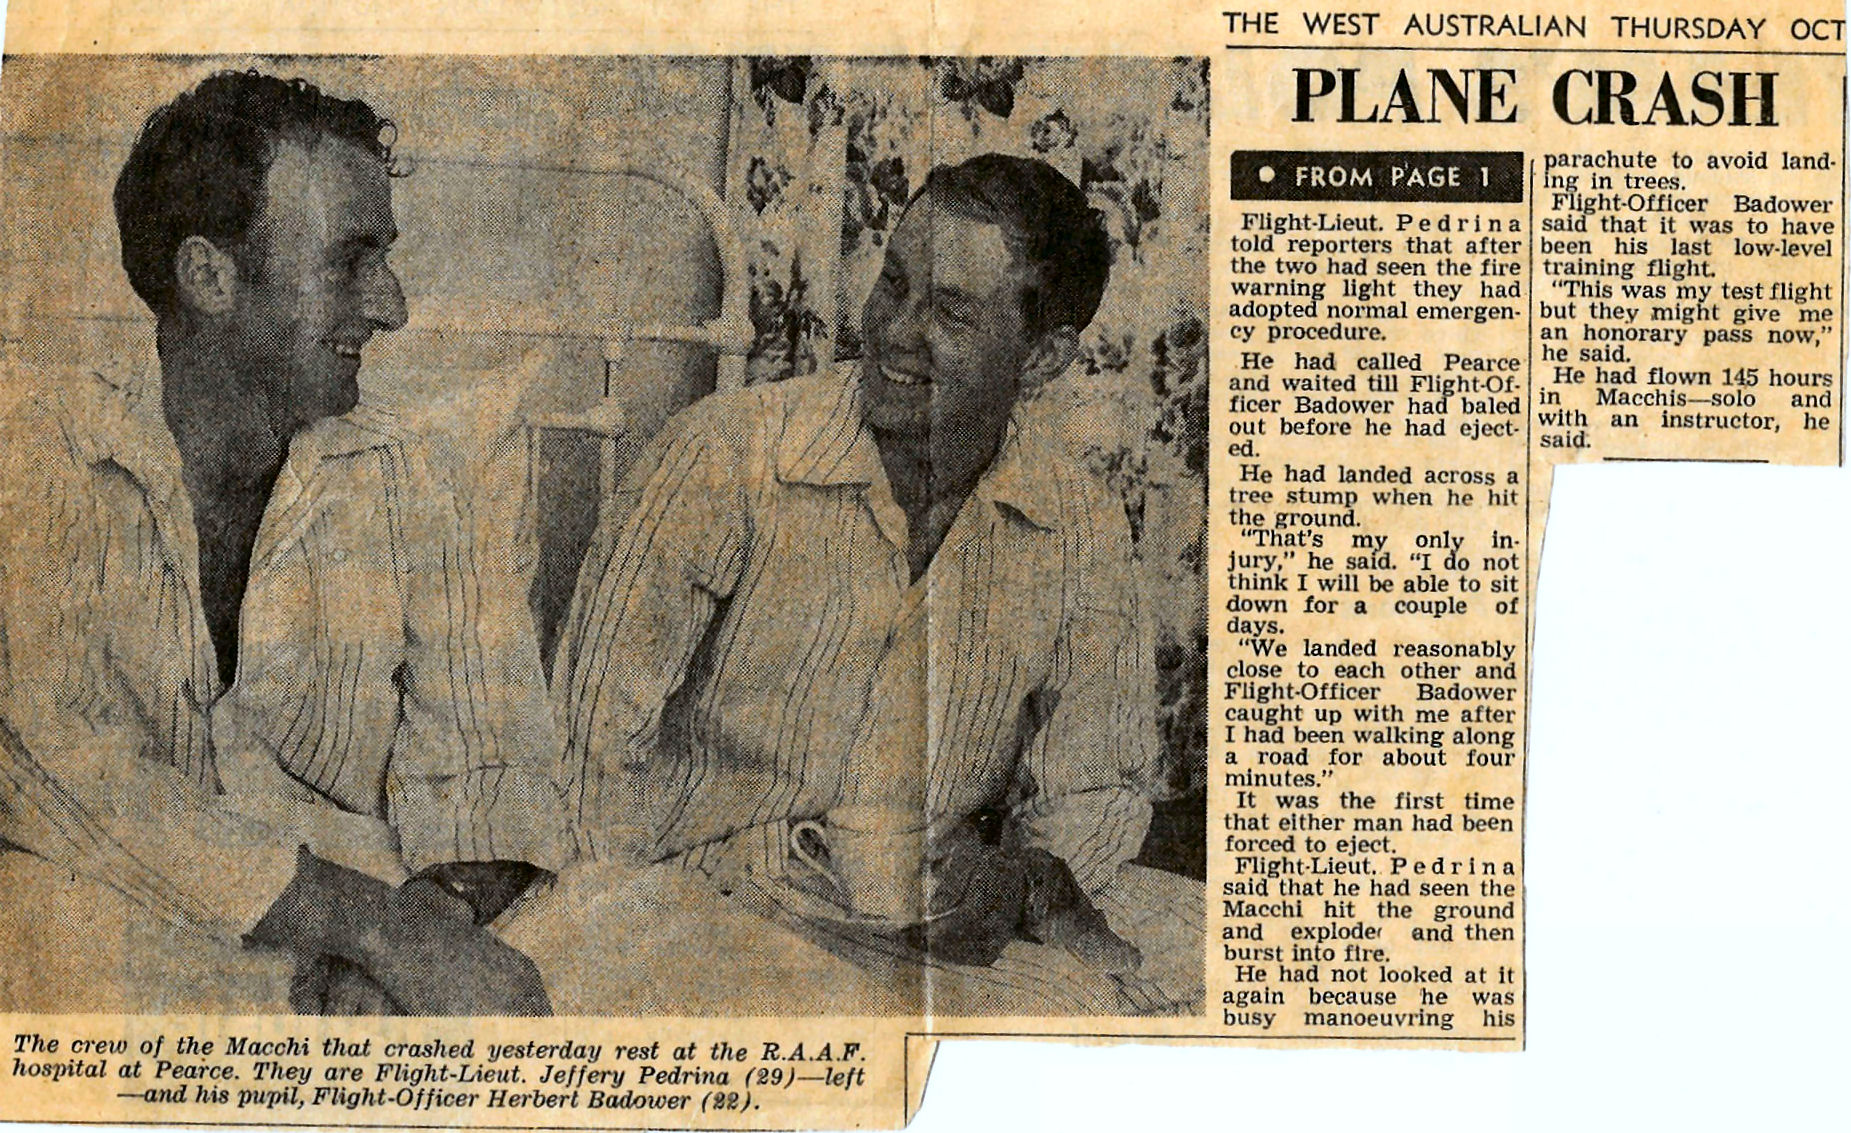 THE WEST AUSTRALIAN THURSDAY OCT
PLANE CRASH
• FROM PAGE 1
Flight-Lieut. Pedrina
told reporters that after
the two had seen the fire
warning light they had
adopted normal emergen-
cy procedure.
He had called Pearce
and waited till Flight-Of-
ficer Badower had baled
out before he had eject-
ed.
He had landed across a
tree stump when he hit
the ground.
"That's my only in-
jury," he said. "I do not
think I will be able to sit
down for a couple of
days.
"We landed reasonably
close to each other and
Flight-Officer Badower
caught up with me after
I had been walking along
a road for about four
minutes."
It was the first time
that either man had been
forced to eject.
Flight-Lieut. Pedrina
said that he had seen the
Macchi hit the ground
and explode and then
burst into fire.
He had not looked at it
again because he was
busy manoeuvring his
parachute to avoid land-
ing in trees.
Flight-Officer Badower
said that it was to have
been his last low-level
training flight.
"This was my test flight
but they might give me
an honorary pass now,"
he said.
He had flown 145 hours
in Macchis—solo and
with an instructor, he
said.
The crew of the Macchi that crashed yesterday rest at the R.A.A.F.
hospital at Pearce. They are Flight-Lieut. Jeffery Pedrina (29)—left
—and his pupil, Flight-Officer Herbert Badower (22).